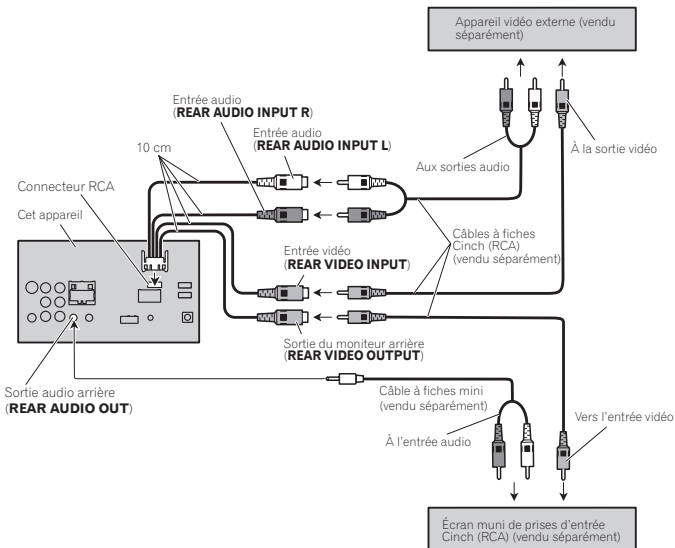 Appareil vidéo externe (vendu
séparément)
Entrée audio
(REAR AUDIO INPUT R)
Entrée audio
(REAR AUDIO INPUT L)
10 cm
À la sortie vidéo
Aux sorties audio
Connecteur RCA
Cet appareil
Câbles à fiches
Cinch (RCA)
(vendu séparément)
Entrée vidéo
(REAR VIDEO INPUT)
Sortie du moniteur arrière
(REAR VIDEO OUTPUT)
Sortie audio arrière
(REAR AUDIO OUT)
Câble à fiches mini
(vendu séparément)
Vers l'entrée vidéo
À l'entrée audio
Écran muni de prises d'entrée
Cinch (RCA) (vendu séparément)